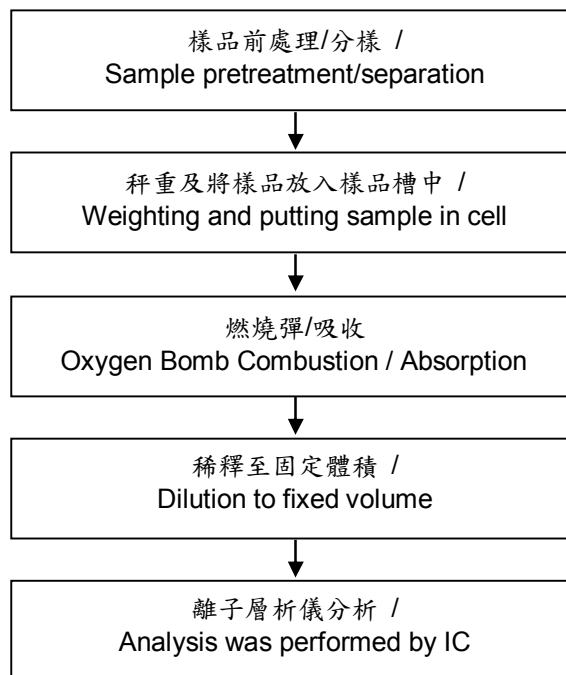 樣品前處理/分樣 /
Sample pretreatment/separation
秤重及將樣品放入樣品槽中 /
Weighting and putting sample in cell
燃燒彈/吸收
Oxygen Bomb Combustion / Absorption
稀釋至固定體積 /
Dilution to fixed volume
離子層析儀分析 /
Analysis was performed by IC